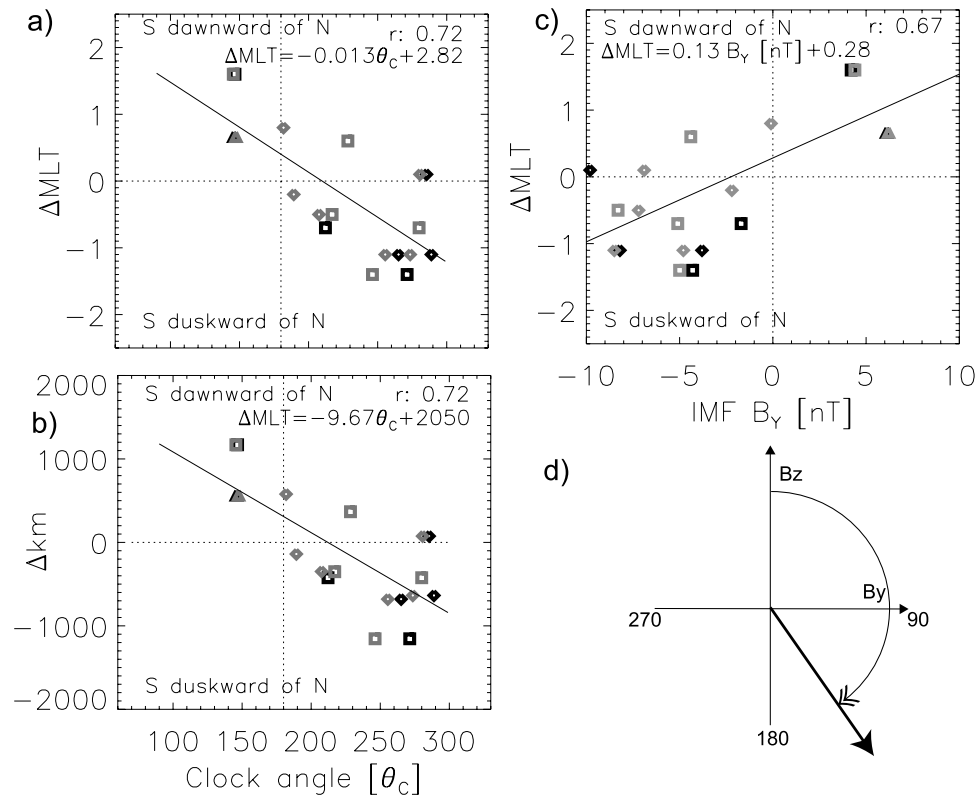 a)
S dawnward of N
r: 0.72
ΔMLT=−0.013θC+2.82
2
1
0
−1
−2
ΔMLT
S duskward of N
b)
S dawnward of N
r: 0.72
ΔMLT=−9.67θC+2050
2000
1000
0
−1000
−2000
Δkm
S duskward of N
100 150 200 250 300
Clock angle [θC]
c)
S dawnward of N
r: 0.67
ΔMLT=0.13 BY [nT]+0.28
2
1
0
−1
−2
ΔMLT
S duskward of N
−10 −5 0 5 10
IMF BY [nT]
d)
Bz
By
270
90
180